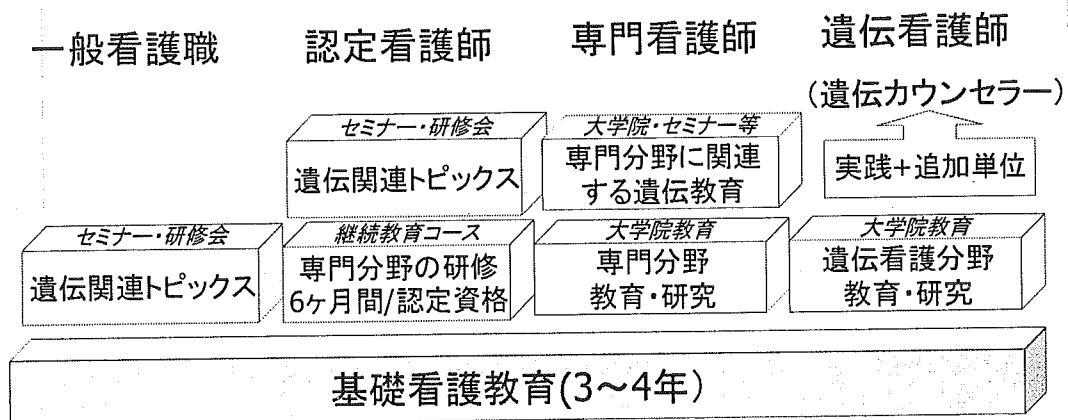 一般看護職
認定看護師
専門看護師
遺伝看護師
(遺伝カウンセラー)
セミナー・研修会
遺伝関連トピックス
大学院・セミナー等
専門分野に関連
する遺伝教育
実践+追加単位
セミナー・研修会
遺伝関連トピックス
継続教育コース
専門分野の研修
6ヶ月間/認定資格
大学院教育
専門分野
教育・研究
大学院教育
遺伝看護分野
教育・研究
基礎看護教育(3〜4年)